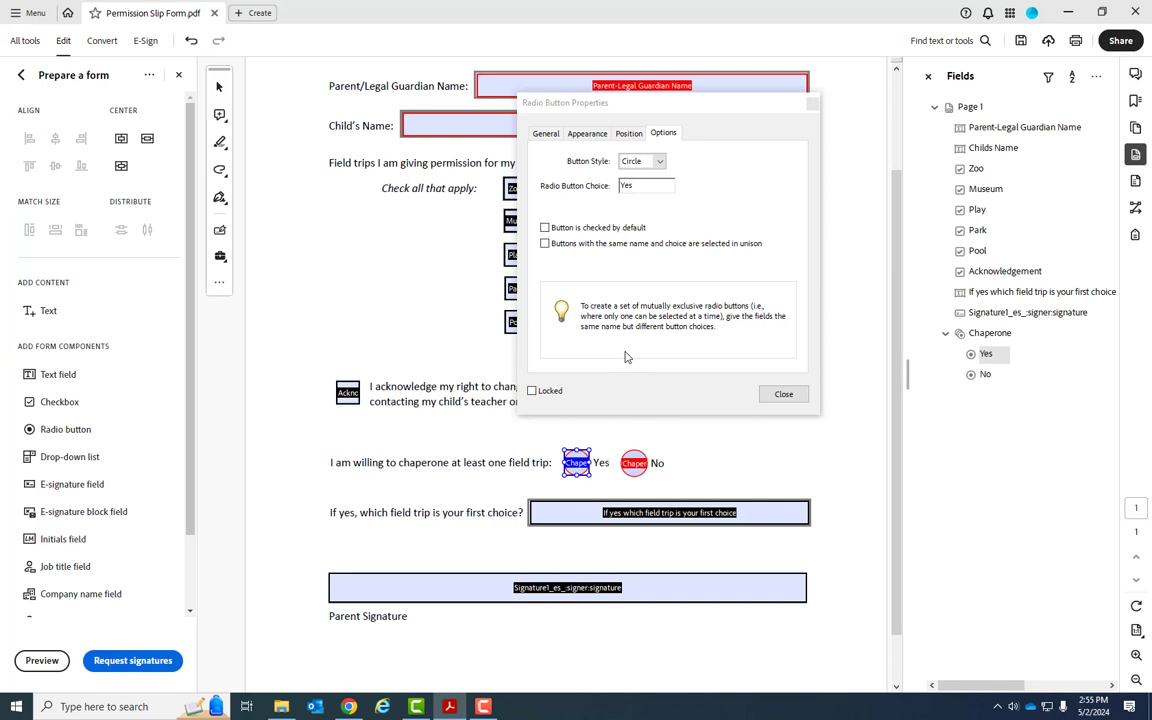 Menu
Permission Slip Form.pdf
Create
All tools
Edit
Convert
E-Sign
Find text or tools
Share
Prepare a form
ALIGN
CENTER
MATCH SIZE
DISTRIBUTE
ADD CONTENT
Text
ADD FORM COMPONENTS
Text field
Checkbox
Radio button
Drop-down list
E-signature field
E-signature block field
Initials field
Job title field
Company name field
Preview
Request signatures
Parent/Legal Guardian Name:
Parent-Legal Guardian Name
Child's Name:
Field trips I am giving permission for my
Check all that apply:
Zo
Mu
Pla
Pa
Po
Ackno
I acknowledge my right to chan
contacting my child's teacher o
I am willing to chaperone at least one field trip:
Chape
Yes
Chaper
No
If yes, which field trip is your first choice?
If yes which field trip is your first choice
Signature1_es_:signer:signature
Parent Signature
Radio Button Properties
General
Appearance
Position
Options
Button Style:
Circle
Radio Button Choice:
Yes
Button is checked by default
Buttons with the same name and choice are selected in unison
To create a set of mutually exclusive radio buttons (i.e.,
where only one can be selected at a time), give the fields the
same name but different button choices.
Locked
Close
Fields
Page 1
Parent-Legal Guardian Name
Childs Name
Zoo
Museum
Play
Park
Pool
Acknowledgement
If yes which field trip is your first choice
Signature1_es_:signer:signature
Chaperone
Yes
No
1
1
Type here to search
2:55 PM
5/2/2024